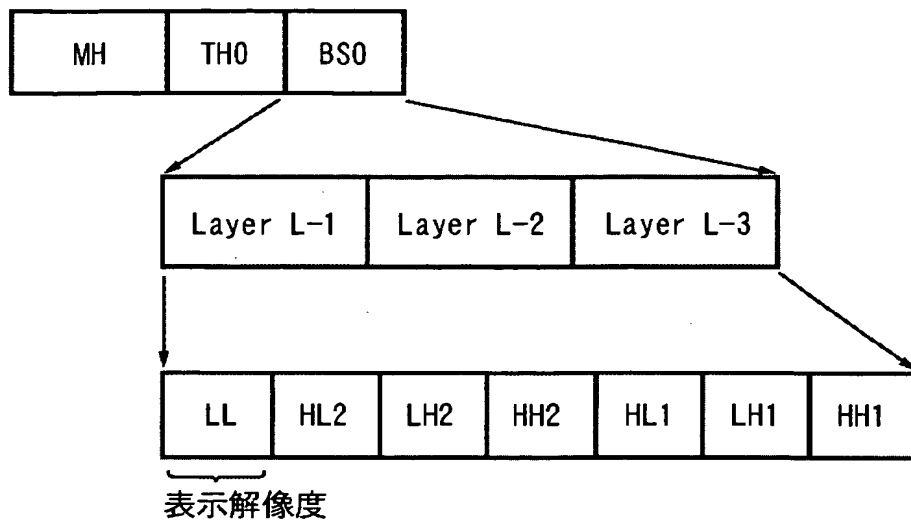 MH TH0 BS0
Layer L-1 Layer L-2 Layer L-3
LL HL2 LH2 HH2 HL1 LH1 HH1
表示解像度